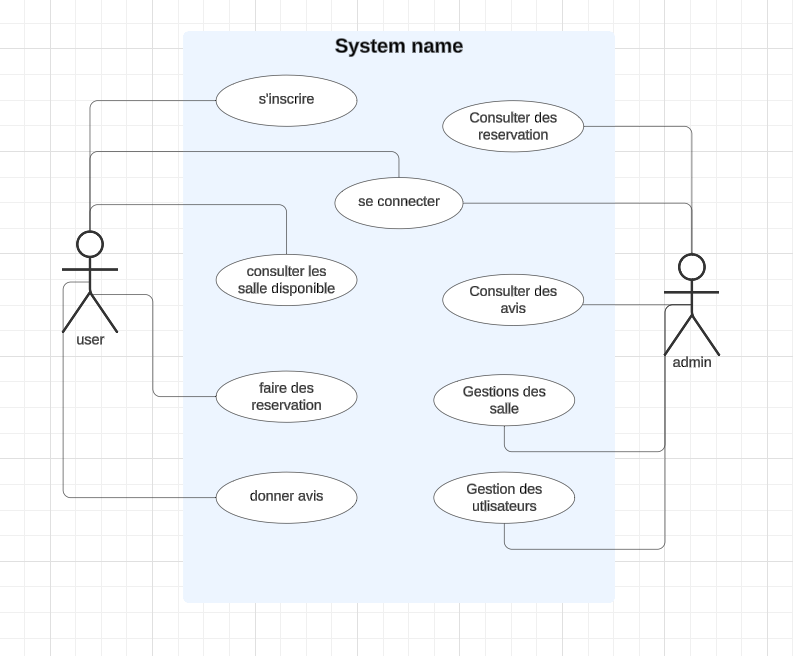 System name
s'inscrire
Consulter des
reservation
se connecter
consulter les
salle disponible
Consulter des
avis
user
admin
faire des
reservation
Gestions des
salle
donner avis
Gestion des
utlisateurs